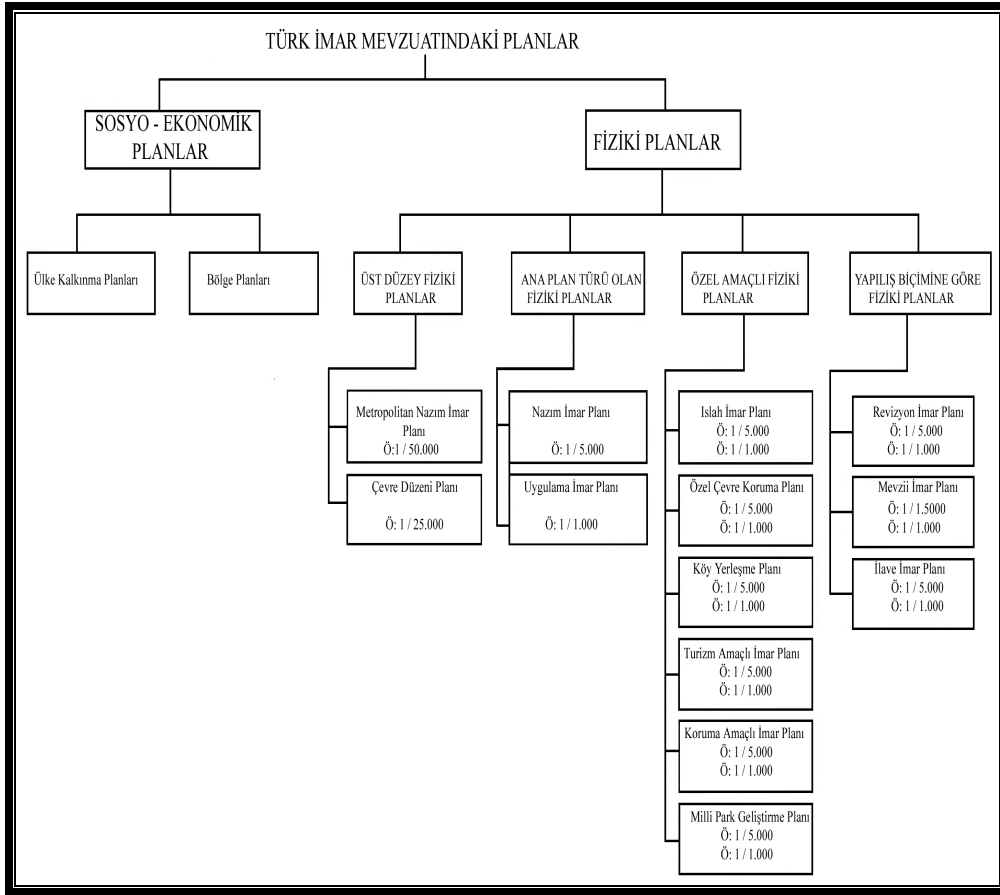 TÜRK İMAR MEVZUATINDAKİ PLANLAR
SOSYO - EKONOMİK
PLANLAR
FİZİKİ PLANLAR
Ülke Kalkınma Planları
Bölge Planları
ÜST DÜZEY FİZİKİ
PLANLAR
ANA PLAN TÜRÜ OLAN
FİZİKİ PLANLAR
ÖZEL AMAÇLI FİZİKİ
PLANLAR
YAPILIŞ BİÇİMİNE GÖRE
FİZİKİ PLANLAR
Metropolitan Nazım İmar
Planı
Ö:1 / 50.000
Çevre Düzeni Planı
Ö: 1 / 25.000
Nazım İmar Planı
Ö: 1 / 5.000
Uygulama İmar Planı
Ö: 1 / 1.000
Islah İmar Planı
Ö: 1 / 5.000
Ö: 1 / 1.000
Özel Çevre Koruma Planı
Ö: 1 / 5.000
Ö: 1 / 1.000
Köy Yerleşme Planı
Ö: 1 / 5.000
Ö: 1 / 1.000
Turizm Amaçlı İmar Planı
Ö: 1 / 5.000
Ö: 1 / 1.000
Koruma Amaçlı İmar Planı
Ö: 1 / 5.000
Ö: 1 / 1.000
Milli Park Geliştirme Planı
Ö: 1 / 5.000
Ö: 1 / 1.000
Revizyon İmar Planı
Ö: 1 / 5.000
Ö: 1 / 1.000
Mevzii İmar Planı
Ö: 1 / 1.5000
Ö: 1 / 1.000
İlave İmar Planı
Ö: 1 / 5.000
Ö: 1 / 1.000